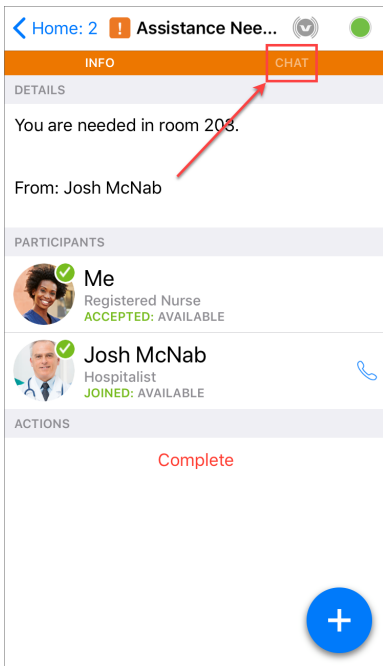 Home: 2 ! Assistance Nee...
INFO CHAT
DETAILS
You are needed in room 203.
From: Josh McNab
PARTICIPANTS
Me
Registered Nurse
ACCEPTED: AVAILABLE
Josh McNab
Hospitalist
JOINED: AVAILABLE
ACTIONS
Complete
+